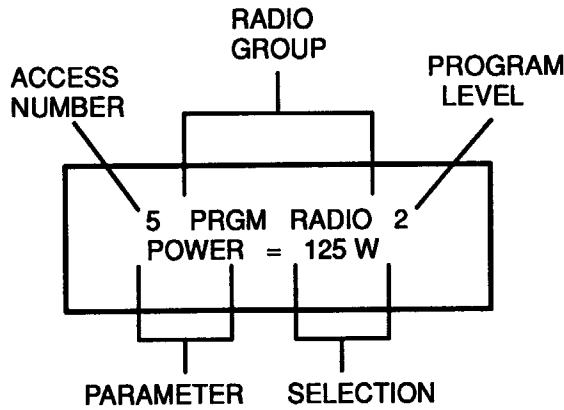 RADIO
GROUP
ACCESS
NUMBER
PROGRAM
LEVEL
5 PRGM RADIO 2
POWER = 125 W
PARAMETER
SELECTION